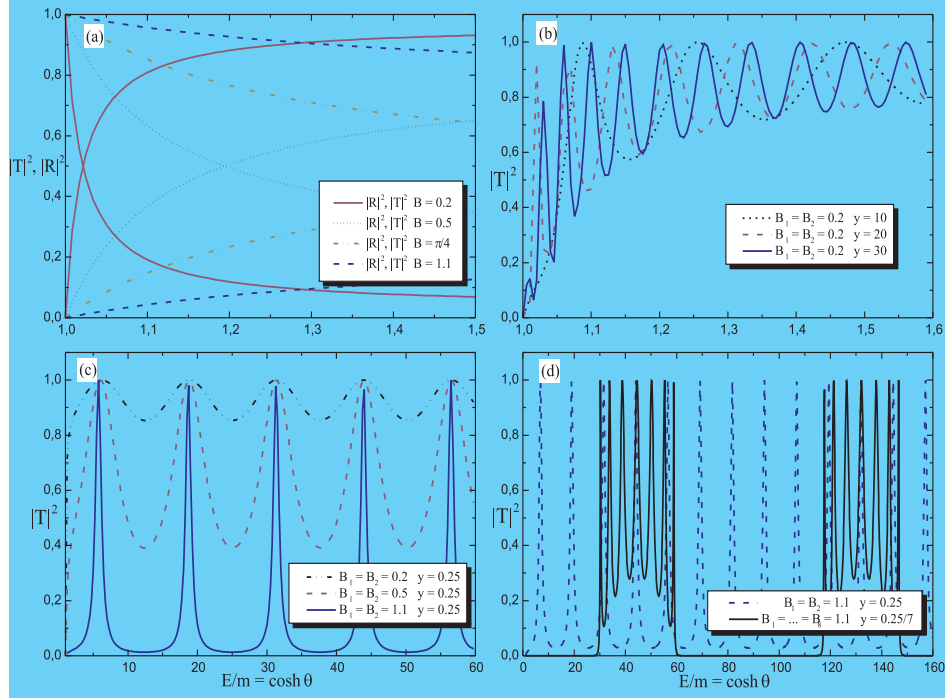 (a)
1,0
0,8
0,6
|T|², |R|²
0,4
0,2
0,0
|R|², |T|² B = 0.2
|R|², |T|² B = 0.5
|R|², |T|² B = π/4
|R|², |T|² B = 1.1
1,0 1,1 1,2 1,3 1,4 1,5
(b)
1,0
0,8
0,6
|T|²
0,4
0,2
0,0
B₁ = B₂ = 0.2 y = 10
B₁ = B₂ = 0.2 y = 20
B₁ = B₂ = 0.2 y = 30
1,0 1,1 1,2 1,3 1,4 1,5 1,6
(c)
1,0
0,8
0,6
|T|²
0,4
0,2
0,0
B₁ = B₂ = 0.2 y = 0.25
B₁ = B₂ = 0.5 y = 0.25
B₁ = B₂ = 1.1 y = 0.25
10 20 30 40 50 60
E/m = cosh θ
(d)
1,0
0,8
0,6
|T|²
0,4
0,2
0,0
B₁ = B₂ = 1.1 y = 0.25
B₁ = ... = B₈ = 1.1 y = 0.25/7
0 20 40 60 80 100 120 140 160
E/m = cosh θ